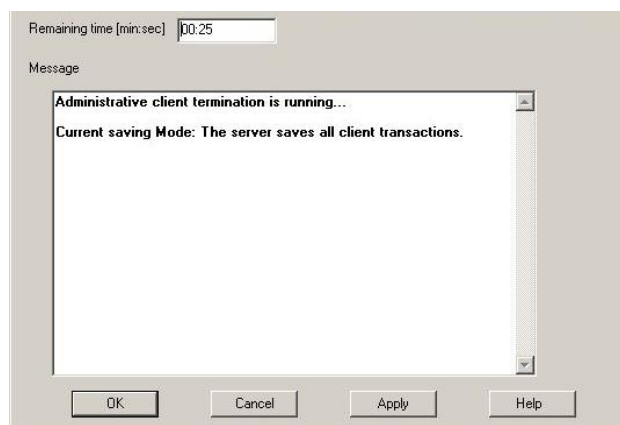 Remaining time [min:sec] 00:25
Message
Administrative client termination is running...
Current saving Mode: The server saves all client transactions.
OK Cancel Apply Help